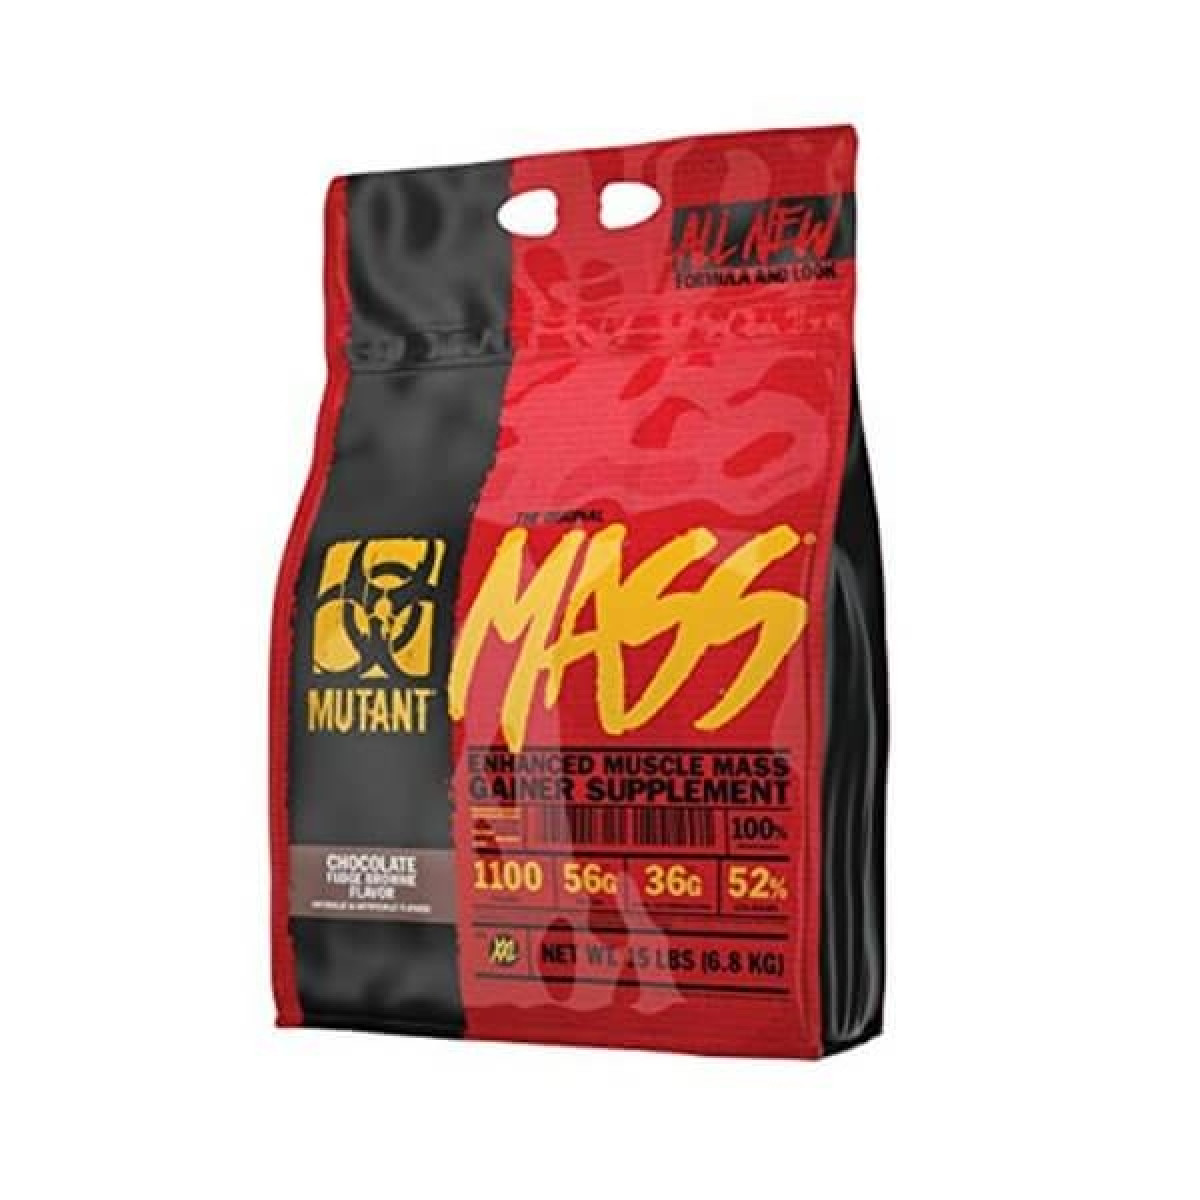 ALL NEW
FORMULA AND LOOK
THE ORIGINAL
MASS®
MUTANT
ENHANCED MUSCLE MASS
GAINER SUPPLEMENT
100%
1100 56G 36G 52%
CHOCOLATE
FUDGE BROWNIE
FLAVOR
XXL
NET WT. 15 LBS (6.8 KG)